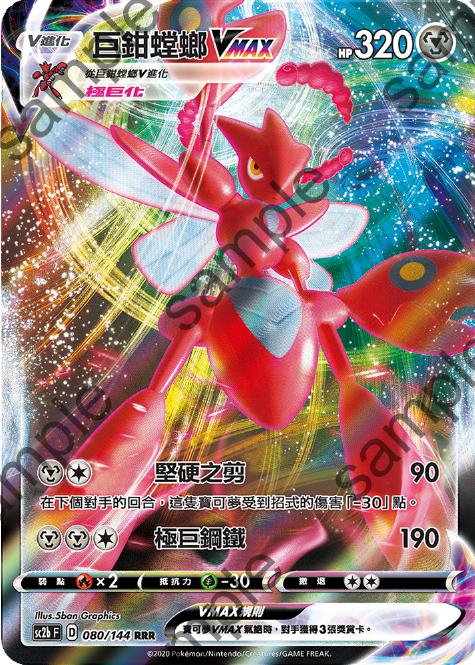 V進化
巨鉗螳螂VMAX
HP320
從巨鉗螳螂V進化
極巨化
堅硬之剪 90
在下個對手的回合,這隻寶可夢受到招式的傷害「-30」點。
極巨鋼鐵 190
弱點 ×2 抵抗力 -30 撤退
Illus.5ban Graphics
VMAX規則
sc2b F D 080/144 RRR
寶可夢VMAX氣絕時,對手獲得3張獎賞卡。
©2020 Pokémon/Nintendo/Creatures/GAME FREAK.
sample
sample
sample
sample
sample
sample
sample